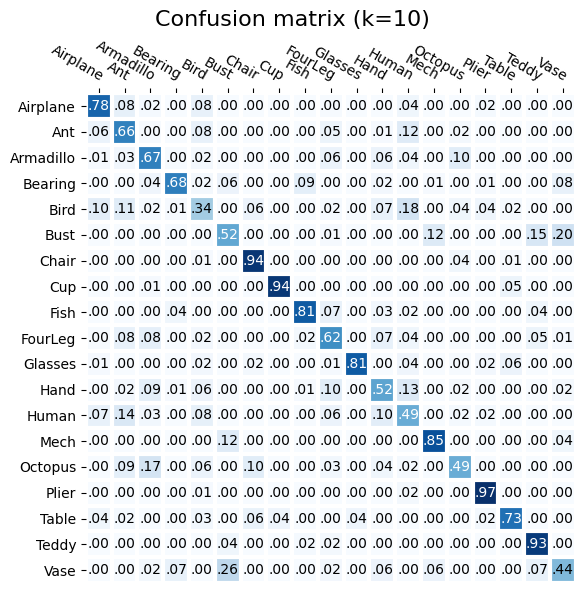 Confusion matrix (k=10)
Airplane Ant Armadillo Bearing Bird Bust Chair Cup Fish FourLeg Glasses Hand Human Mech Octopus Plier Table Teddy Vase
Airplane .78 .08 .02 .00 .08 .00 .00 .00 .00 .00 .00 .00 .04 .00 .00 .02 .00 .00 .00
Ant .06 .66 .00 .00 .08 .00 .00 .00 .00 .05 .00 .01 .12 .00 .02 .00 .00 .00 .00
Armadillo .01 .03 .67 .00 .02 .00 .00 .00 .00 .06 .00 .06 .04 .00 .10 .00 .00 .00 .00
Bearing .00 .00 .04 .68 .02 .06 .00 .00 .09 .00 .00 .02 .00 .01 .00 .01 .00 .00 .08
Bird .10 .11 .02 .01 .34 .00 .06 .00 .00 .02 .00 .07 .18 .00 .04 .04 .02 .00 .00
Bust .00 .00 .00 .00 .00 .52 .00 .00 .00 .01 .00 .00 .00 .12 .00 .00 .00 .15 .20
Chair .00 .00 .00 .00 .01 .00 .94 .00 .00 .00 .00 .00 .00 .00 .04 .00 .01 .00 .00
Cup .00 .00 .01 .00 .00 .00 .00 .94 .00 .00 .00 .00 .00 .00 .00 .00 .05 .00 .00
Fish .00 .00 .00 .04 .00 .00 .00 .00 .81 .07 .00 .03 .02 .00 .00 .00 .00 .04 .00
FourLeg .00 .08 .08 .00 .02 .00 .00 .00 .02 .62 .00 .07 .04 .00 .00 .00 .00 .05 .01
Glasses .01 .00 .00 .00 .02 .00 .02 .00 .00 .01 .81 .00 .04 .00 .00 .02 .06 .00 .00
Hand .00 .02 .09 .01 .06 .00 .00 .00 .01 .10 .00 .52 .13 .00 .02 .00 .00 .02 .00
Human .07 .14 .03 .00 .08 .00 .00 .00 .00 .06 .00 .10 .49 .00 .02 .02 .00 .00 .00
Mech .00 .00 .00 .00 .00 .12 .00 .00 .00 .00 .00 .00 .00 .85 .00 .00 .00 .00 .04
Octopus .00 .09 .17 .00 .06 .00 .10 .00 .00 .03 .00 .04 .02 .00 .49 .00 .00 .00 .00
Plier .00 .00 .00 .00 .01 .00 .00 .00 .00 .00 .00 .00 .02 .00 .00 .97 .00 .00 .00
Table .04 .02 .00 .00 .03 .00 .06 .04 .00 .00 .04 .00 .00 .00 .00 .02 .73 .00 .00
Teddy .00 .00 .00 .00 .00 .04 .00 .00 .02 .02 .00 .00 .00 .00 .00 .00 .00 .93 .00
Vase .00 .00 .02 .07 .00 .26 .00 .00 .00 .02 .00 .06 .00 .06 .00 .00 .00 .07 .44